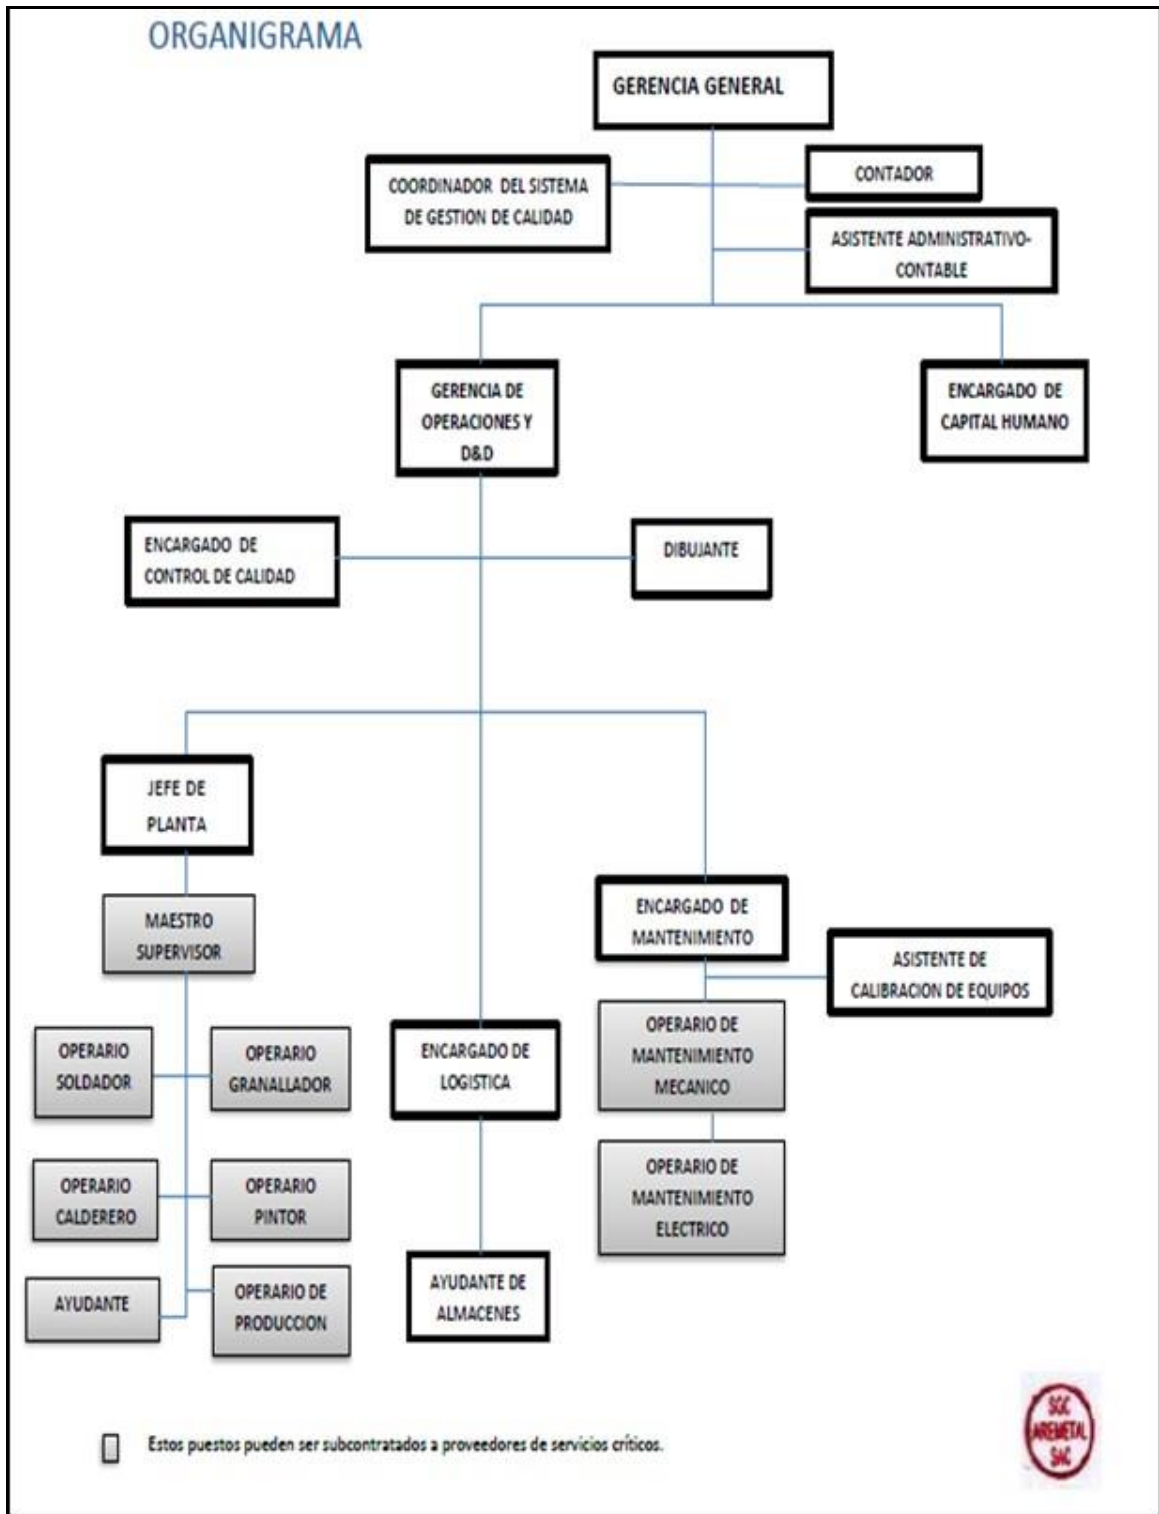 ORGANIGRAMA
GERENCIA GENERAL
COORDINADOR DEL SISTEMA
DE GESTION DE CALIDAD
CONTADOR
ASISTENTE ADMINISTRATIVO-
CONTABLE
GERENCIA DE
OPERACIONES Y
D&D
ENCARGADO DE
CAPITAL HUMANO
ENCARGADO DE
CONTROL DE CALIDAD
DIBUJANTE
JEFE DE
PLANTA
MAESTRO
SUPERVISOR
ENCARGADO DE
MANTENIMIENTO
ASISTENTE DE
CALIBRACION DE EQUIPOS
OPERARIO
SOLDADOR
OPERARIO
GRANALLADOR
ENCARGADO DE
LOGISTICA
OPERARIO DE
MANTENIMIENTO
MECANICO
OPERARIO
CALDERERO
OPERARIO
PINTOR
OPERARIO DE
MANTENIMIENTO
ELECTRICO
AYUDANTE
OPERARIO DE
PRODUCCION
AYUDANTE DE
ALMACENES
Estos puestos pueden ser subcontratados a proveedores de servicios críticos.
SGC
AREMETAL
SAC